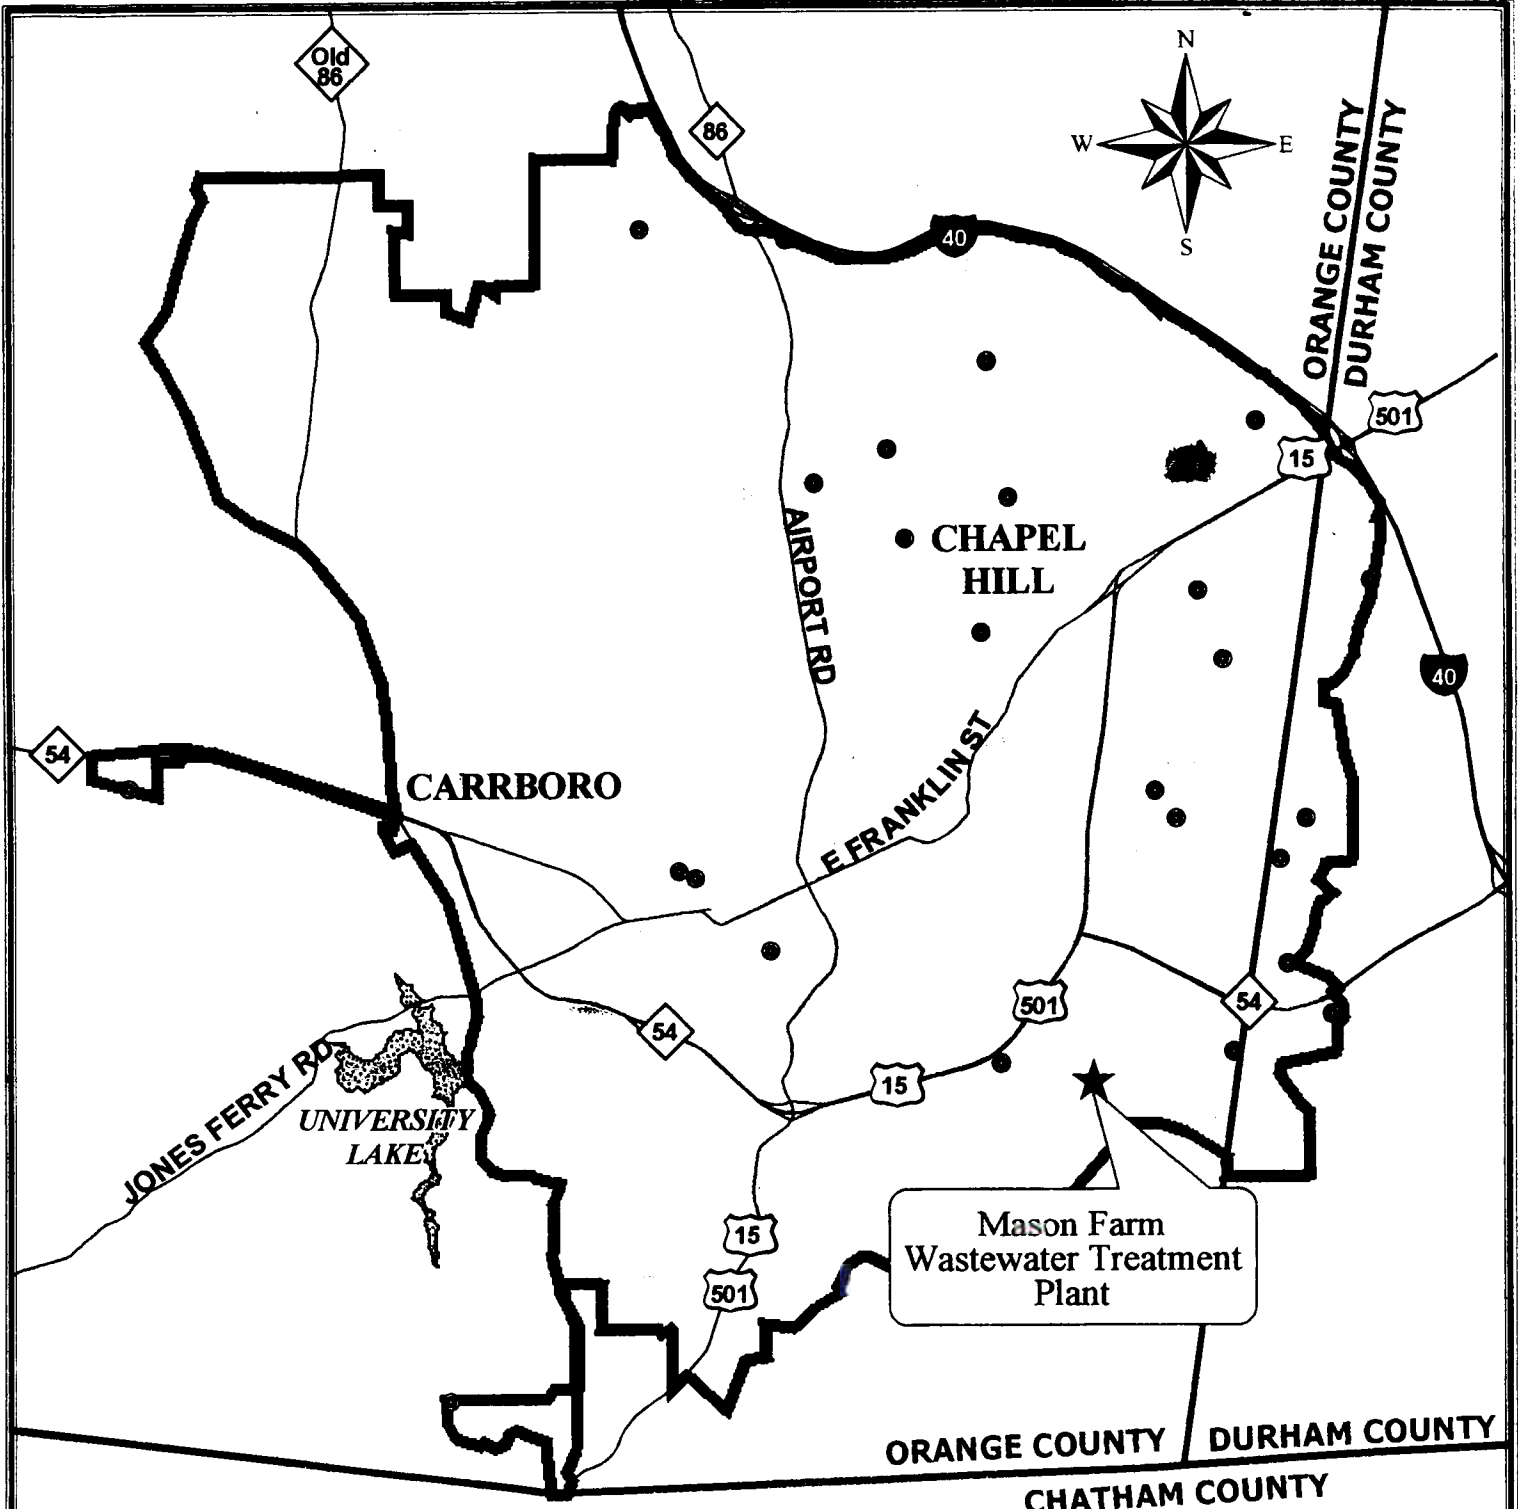 Old
86
N
86
W
E
S
40
ORANGE COUNTY
DURHAM COUNTY
501
15
AIRPORT RD
CHAPEL
HILL
40
54
CARRBORO
E FRANKLIN ST
501
54
54
15
JONES FERRY RD
UNIVERSITY
LAKE
15
501
Mason Farm
Wastewater Treatment
Plant
ORANGE COUNTY
DURHAM COUNTY
CHATHAM COUNTY